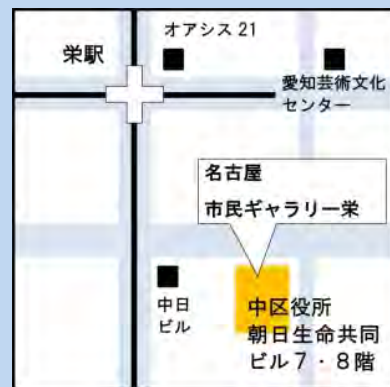 オアシス21
栄駅
愛知芸術文化
センター
名古屋
市民ギャラリー栄
中日
ビル
中区役所
朝日生命共同
ビル7・8階